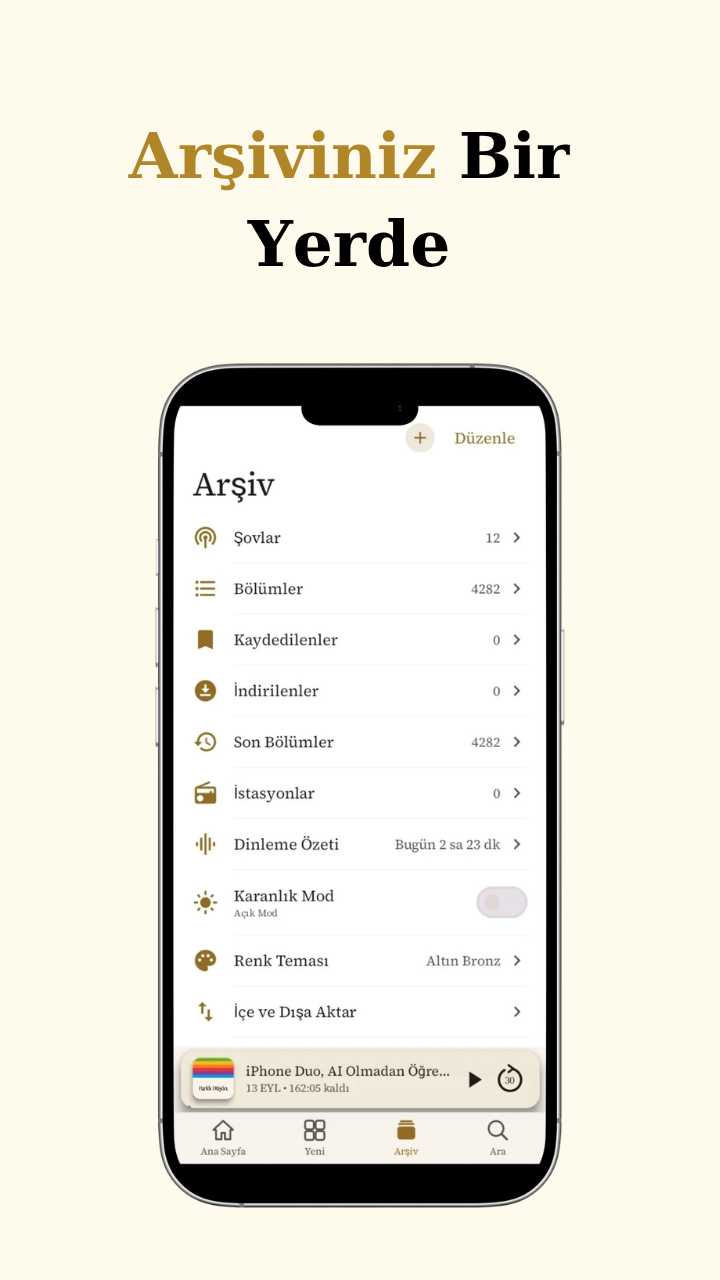 Arşiviniz Bir
Yerde
Düzenle
Arşiv
Şovlar 12
Bölümler 4282
Kaydedilenler 0
İndirilenler 0
Son Bölümler 4282
İstasyonlar 0
Dinleme Özeti Bugün 2 sa 23 dk
Karanlık Mod
Açık Mod
Renk Teması Altın Bronz
İçe ve Dışa Aktar
iPhone Duo, AI Olmadan Öğre...
13 EYL • 162:05 kaldı
30
Ana Sayfa Yeni Arşiv Ara